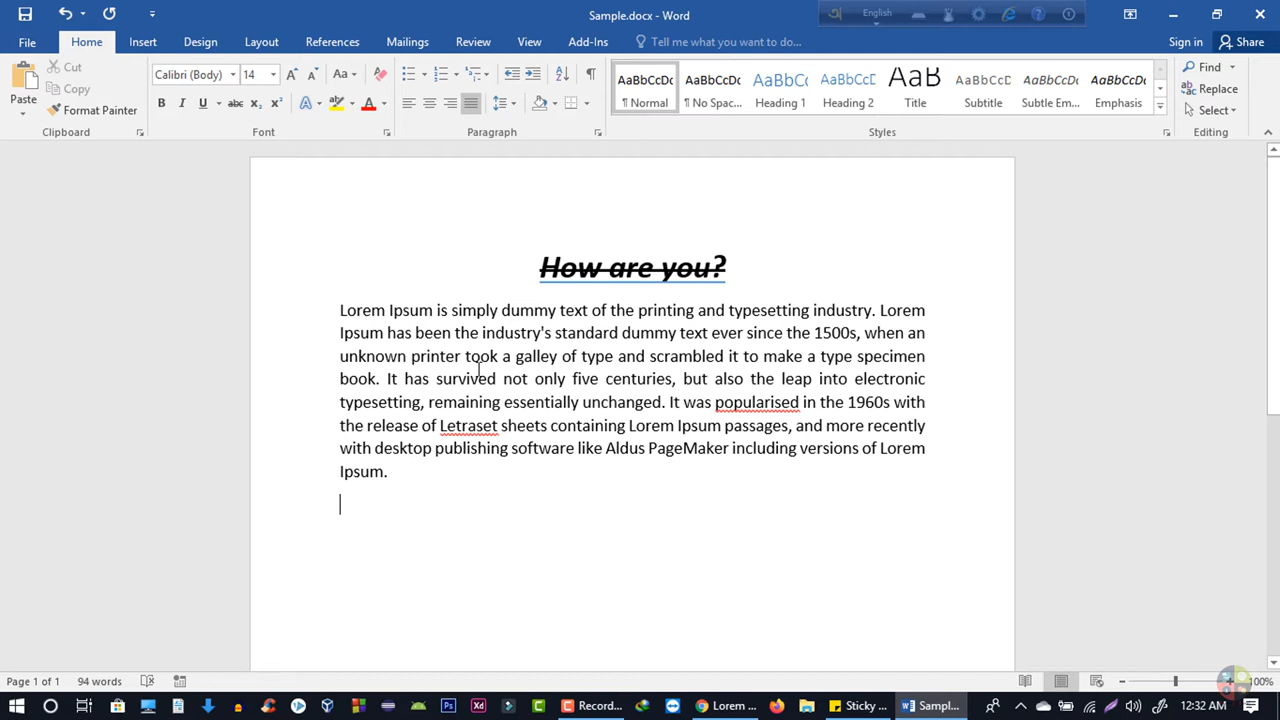 Sample.docx - Word
English
File Home Insert Design Layout References Mailings Review View Add-Ins Tell me what you want to do... Sign in Share
Paste
Cut
Copy
Format Painter
Clipboard
Calibri (Body) 14
Aa
B I U abc X₂ X²
Font
Paragraph
AaBbCcDc AaBbCcDc AaBbCc AaBbCcD AaB AaBbCcD AaBbCcD AaBbCcDc
¶ Normal ¶ No Spac... Heading 1 Heading 2 Title Subtitle Subtle Em... Emphasis
Styles
Find
Replace
Select
Editing
How are you?
Lorem Ipsum is simply dummy text of the printing and typesetting industry. Lorem
Ipsum has been the industry's standard dummy text ever since the 1500s, when an
unknown printer took a galley of type and scrambled it to make a type specimen
book. It has survived not only five centuries, but also the leap into electronic
typesetting, remaining essentially unchanged. It was popularised in the 1960s with
the release of Letraset sheets containing Lorem Ipsum passages, and more recently
with desktop publishing software like Aldus PageMaker including versions of Lorem
Ipsum.
Page 1 of 1 94 words 100%
Record... Lorem ... Sticky ... Sampl... 12:32 AM